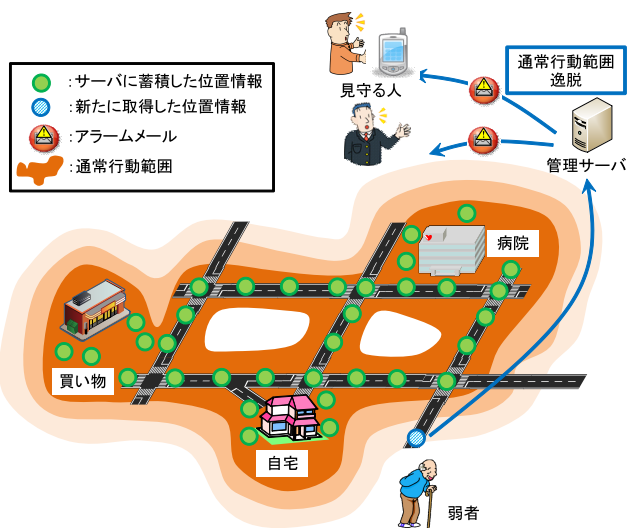 :サーバに蓄積した位置情報
:新たに取得した位置情報
:アラームメール
:通常行動範囲
見守る人
通常行動範囲
逸脱
管理サーバ
病院
買い物
自宅
弱者